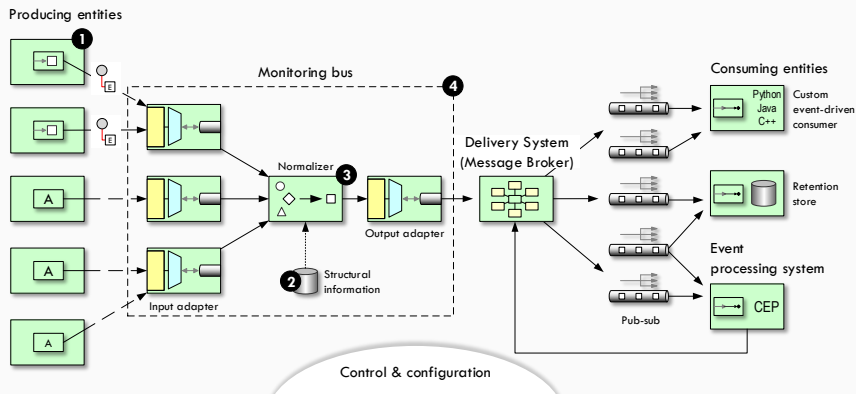 Producing entities
1
E
E
A
A
A
Monitoring bus
4
Normalizer
3
2
Structural
information
Input adapter
Output adapter
Delivery System
(Message Broker)
Pub-sub
Consuming entities
Python
Java
C++
Custom
event-driven
consumer
Retention
store
Event
processing system
CEP
Control & configuration